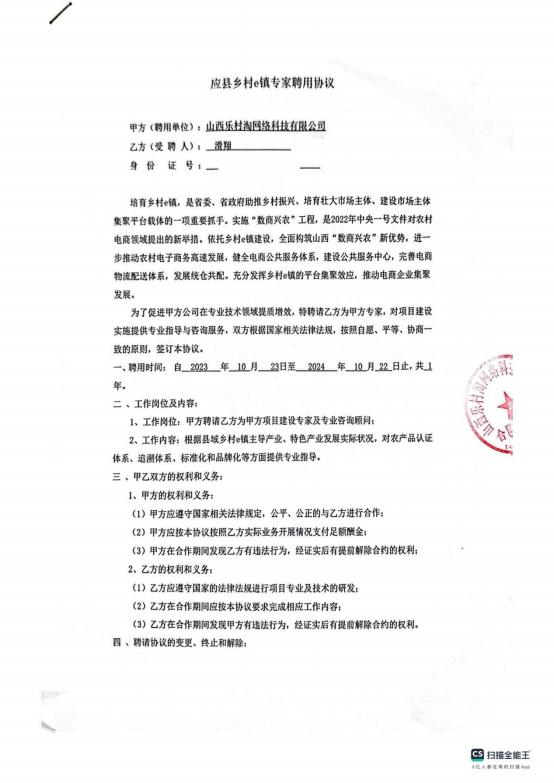 应县乡村e镇专家聘用协议
甲方（聘用单位）：山西乐村淘网络科技有限公司
乙方（受 聘 人）：滑翔
身 份 证 号：
培育乡村e镇，是省委、省政府助推乡村振兴、培育壮大市场主体、建设市场主体
集聚平台载体的一项重要抓手。实施“数商兴农”工程，是2022年中央一号文件对农村
电商领域提出的新举措。依托乡村e镇建设，全面构筑山西“数商兴农”新优势，进一
步推动农村电子商务高速发展，健全电商公共服务体系，建设公共服务中心，完善电商
物流配送体系，发展统仓共配。充分发挥乡村e镇的平台集聚效应，推动电商企业集聚
发展。
为了促进甲方公司在专业技术领域提质增效，特聘请乙方为甲方专家，对项目建设
实施提供专业指导与咨询服务，双方根据国家相关法律法规，按照自愿、平等、协商一
致的原则，签订本协议。
一、聘用时间：自 2023 年 10 月 23日至 2024 年 10 月 22 日止，共 1
年。
二 、工作岗位及内容：
1、工作岗位：甲方聘请乙方为甲方项目建设专家及专业咨询顾问；
2、工作内容：根据县域乡村e镇主导产业、特色产业发展实际状况，对农产品认证
体系、追溯体系、标准化和品牌化等方面提供专业指导。
三 、甲乙双方的权利和义务：
1、甲方的权利和义务：
（1）甲方应遵守国家相关法律规定，公平、公正的与乙方进行合作；
（2）甲方应按本协议按照乙方实际业务开展情况支付足额酬金；
（3）甲方在合作期间发现乙方有违法行为，经证实后有提前解除合约的权利；
2、乙方的权利和义务：
（1）乙方应遵守国家的法律法规进行项目专业及技术的研发；
（2）乙方在合作期间应按本协议要求完成相应工作内容；
（3）乙方在合作期间发现甲方有违法行为，经证实后有提前解除合约的权利。
四 、聘请协议的变更、终止和解除：
山西乐村淘网络科
合同
CS 扫描全能王
3亿人都在用的扫描App